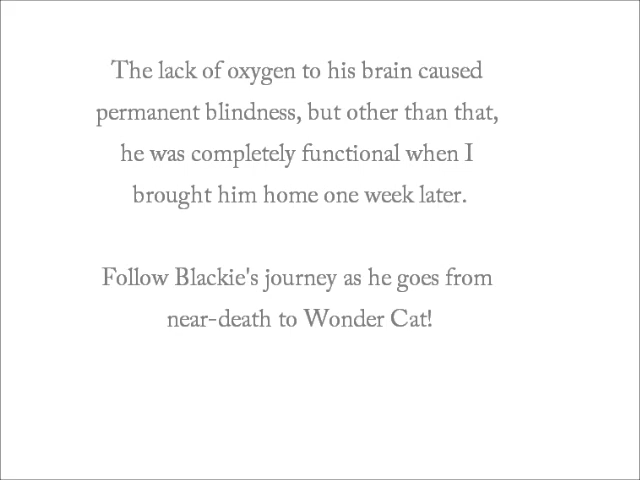 The lack of oxygen to his brain caused
permanent blindness, but other than that,
he was completely functional when I
brought him home one week later.
Follow Blackie's journey as he goes from
near-death to Wonder Cat!